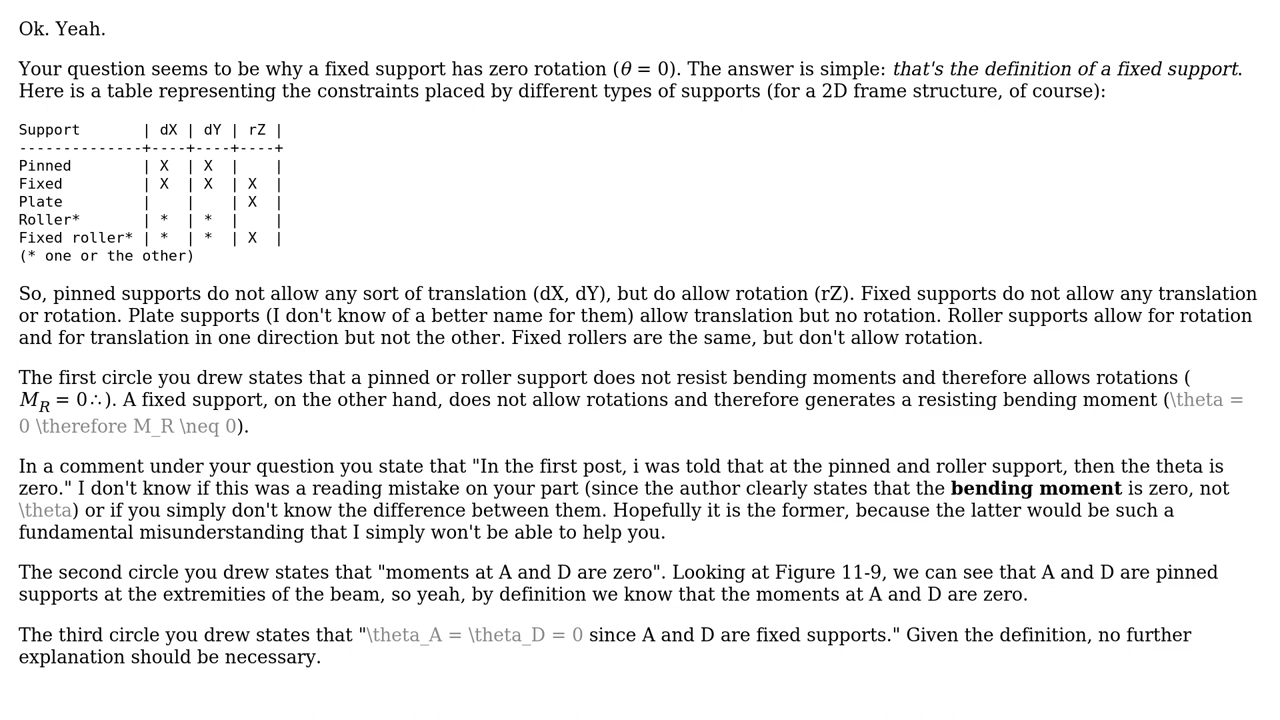 Ok. Yeah.
Your question seems to be why a fixed support has zero rotation (θ = 0). The answer is simple: that's the definition of a fixed support.
Here is a table representing the constraints placed by different types of supports (for a 2D frame structure, of course):
Support       | dX | dY | rZ |
--------------+----+----+----+
Pinned        | X  | X  |    |
Fixed         | X  | X  | X  |
Plate         |    |    | X  |
Roller*       | *  | *  |    |
Fixed roller* | *  | *  | X  |
(* one or the other)
So, pinned supports do not allow any sort of translation (dX, dY), but do allow rotation (rZ). Fixed supports do not allow any translation
or rotation. Plate supports (I don't know of a better name for them) allow translation but no rotation. Roller supports allow for rotation
and for translation in one direction but not the other. Fixed rollers are the same, but don't allow rotation.
The first circle you drew states that a pinned or roller support does not resist bending moments and therefore allows rotations (
M_R = 0∴). A fixed support, on the other hand, does not allow rotations and therefore generates a resisting bending moment (\theta =
0 \therefore M_R \neq 0).
In a comment under your question you state that "In the first post, i was told that at the pinned and roller support, then the theta is
zero." I don't know if this was a reading mistake on your part (since the author clearly states that the bending moment is zero, not
\theta) or if you simply don't know the difference between them. Hopefully it is the former, because the latter would be such a
fundamental misunderstanding that I simply won't be able to help you.
The second circle you drew states that "moments at A and D are zero". Looking at Figure 11-9, we can see that A and D are pinned
supports at the extremities of the beam, so yeah, by definition we know that the moments at A and D are zero.
The third circle you drew states that "\theta_A = \theta_D = 0 since A and D are fixed supports." Given the definition, no further
explanation should be necessary.